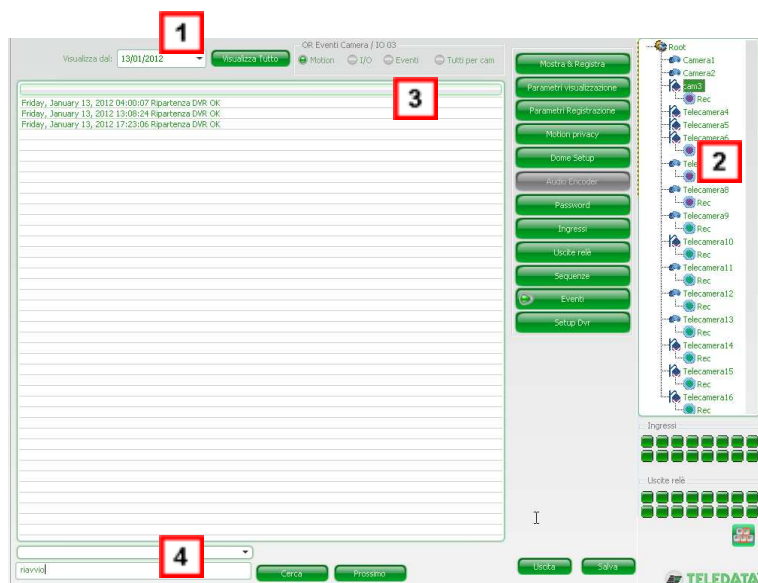 1
OR Eventi Camera / IO 03
Visualizza dal: 13/01/2012 Visualizza Tutto Motion I/O Eventi Tutti per cam
3
Friday, January 13, 2012 04:00:07 Ripartenza DVR OK
Friday, January 13, 2012 13:08:24 Ripartenza DVR OK
Friday, January 13, 2012 17:23:06 Ripartenza DVR OK
4
riavvio
Cerca Prossimo
Mostra & Registra
Parametri visualizzazione
Parametri Registrazione
Motion privacy
Dome Setup
Audio Encoder
Password
Ingressi
Uscite relè
Sequenze
Eventi
Setup Dvr
Uscita Salva
Root
Camera1
Camera2
cam3
Rec
Telecamera4
Telecamera5
Telecamera6
2
Telecamera8
Rec
Telecamera9
Rec
Telecamera10
Rec
Telecamera11
Rec
Telecamera12
Rec
Telecamera13
Rec
Telecamera14
Rec
Telecamera15
Rec
Telecamera16
Rec
Ingressi
Uscite relè
TELEDATA